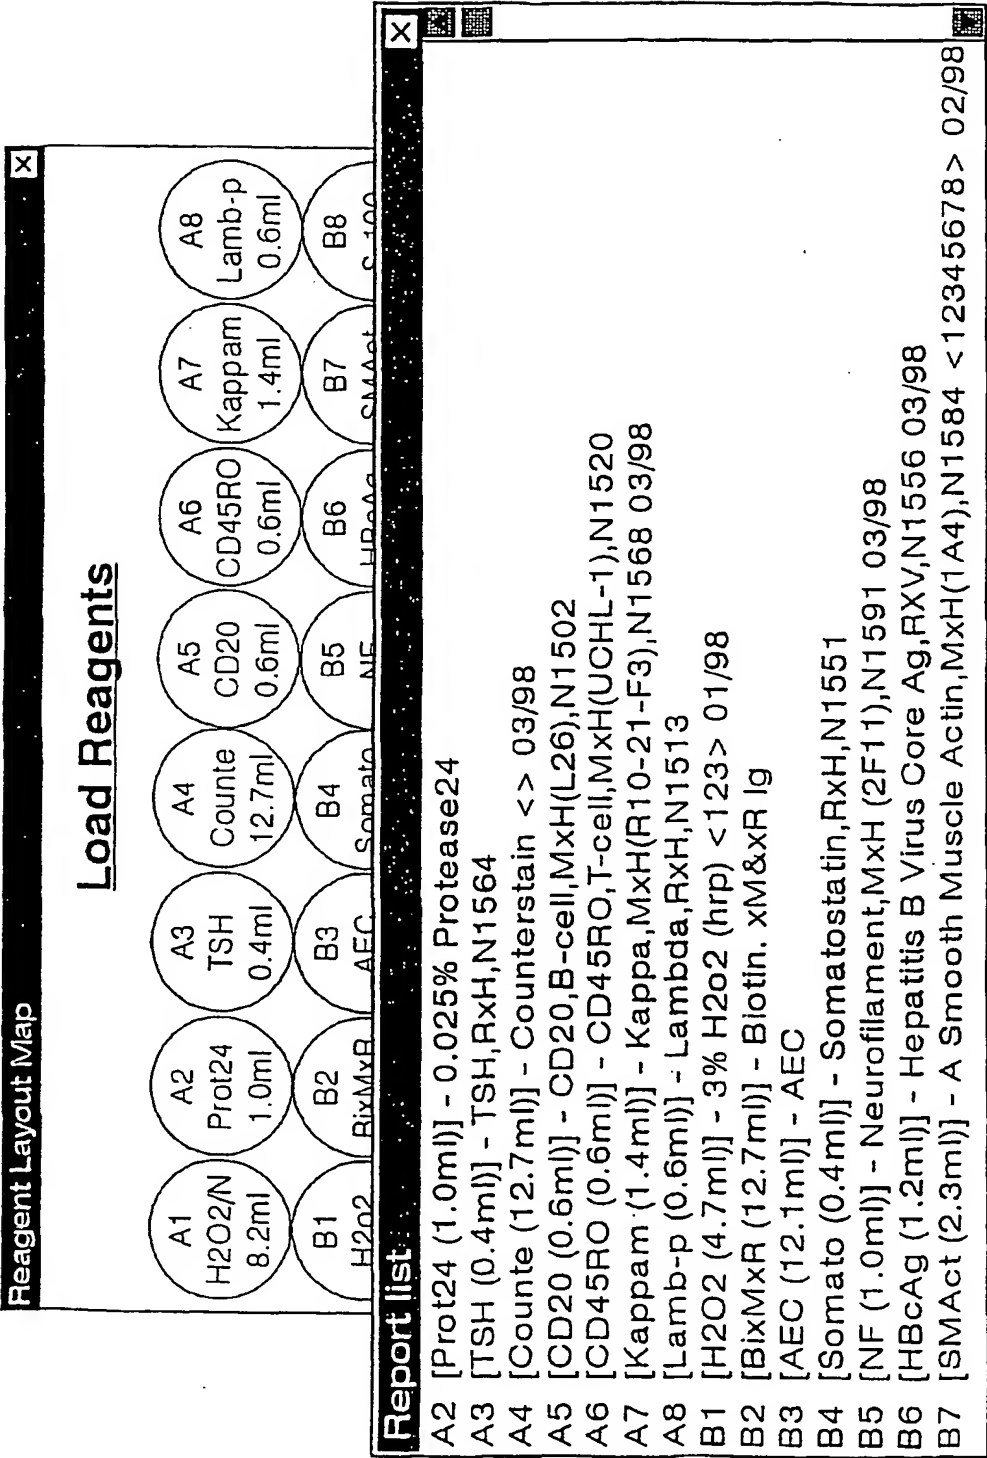 Reagent Layout Map
Load Reagents
A1 A2 A3 A4 A5 A6 A7 A8
H2O2/N Prot24 TSH Counte CD20 CD45RO Kappam Lamb-p
8.2ml 1.0ml 0.4ml 12.7ml 0.6ml 0.6ml 1.4ml 0.6ml
B1 B2 B3 B4 B5 B6 B7 B8
H2o2 BixMxR AEC Somato NF HBcAg SMAct S-100
Report list
A2 [Prot24 (1.0ml)] - 0.025% Protease24
A3 [TSH (0.4ml)] - TSH,RxH,N1564
A4 [Counte (12.7ml)] - Counterstain <> 03/98
A5 [CD20 (0.6ml)] - CD20,B-cell,MxH(L26),N1502
A6 [CD45RO (0.6ml)] - CD45RO,T-cell,MxH(UCHL-1),N1520
A7 [Kappam (1.4ml)] - Kappa,MxH(R10-21-F3),N1568 03/98
A8 [Lamb-p (0.6ml)] - Lambda,RxH,N1513
B1 [H2O2 (4.7ml)] - 3% H2o2 (hrp) <123> 01/98
B2 [BixMxR (12.7ml)] - Biotin. xM&xR Ig
B3 [AEC (12.1ml)] - AEC
B4 [Somato (0.4ml)] - Somatostatin,RxH,N1551
B5 [NF (1.0ml)] - Neurofilament,MxH (2F11),N1591 03/98
B6 [HBcAg (1.2ml)] - Hepatitis B Virus Core Ag,RXV,N1556 03/98
B7 [SMAct (2.3ml)] - A Smooth Muscle Actin,MxH(1A4),N1584 <12345678> 02/98